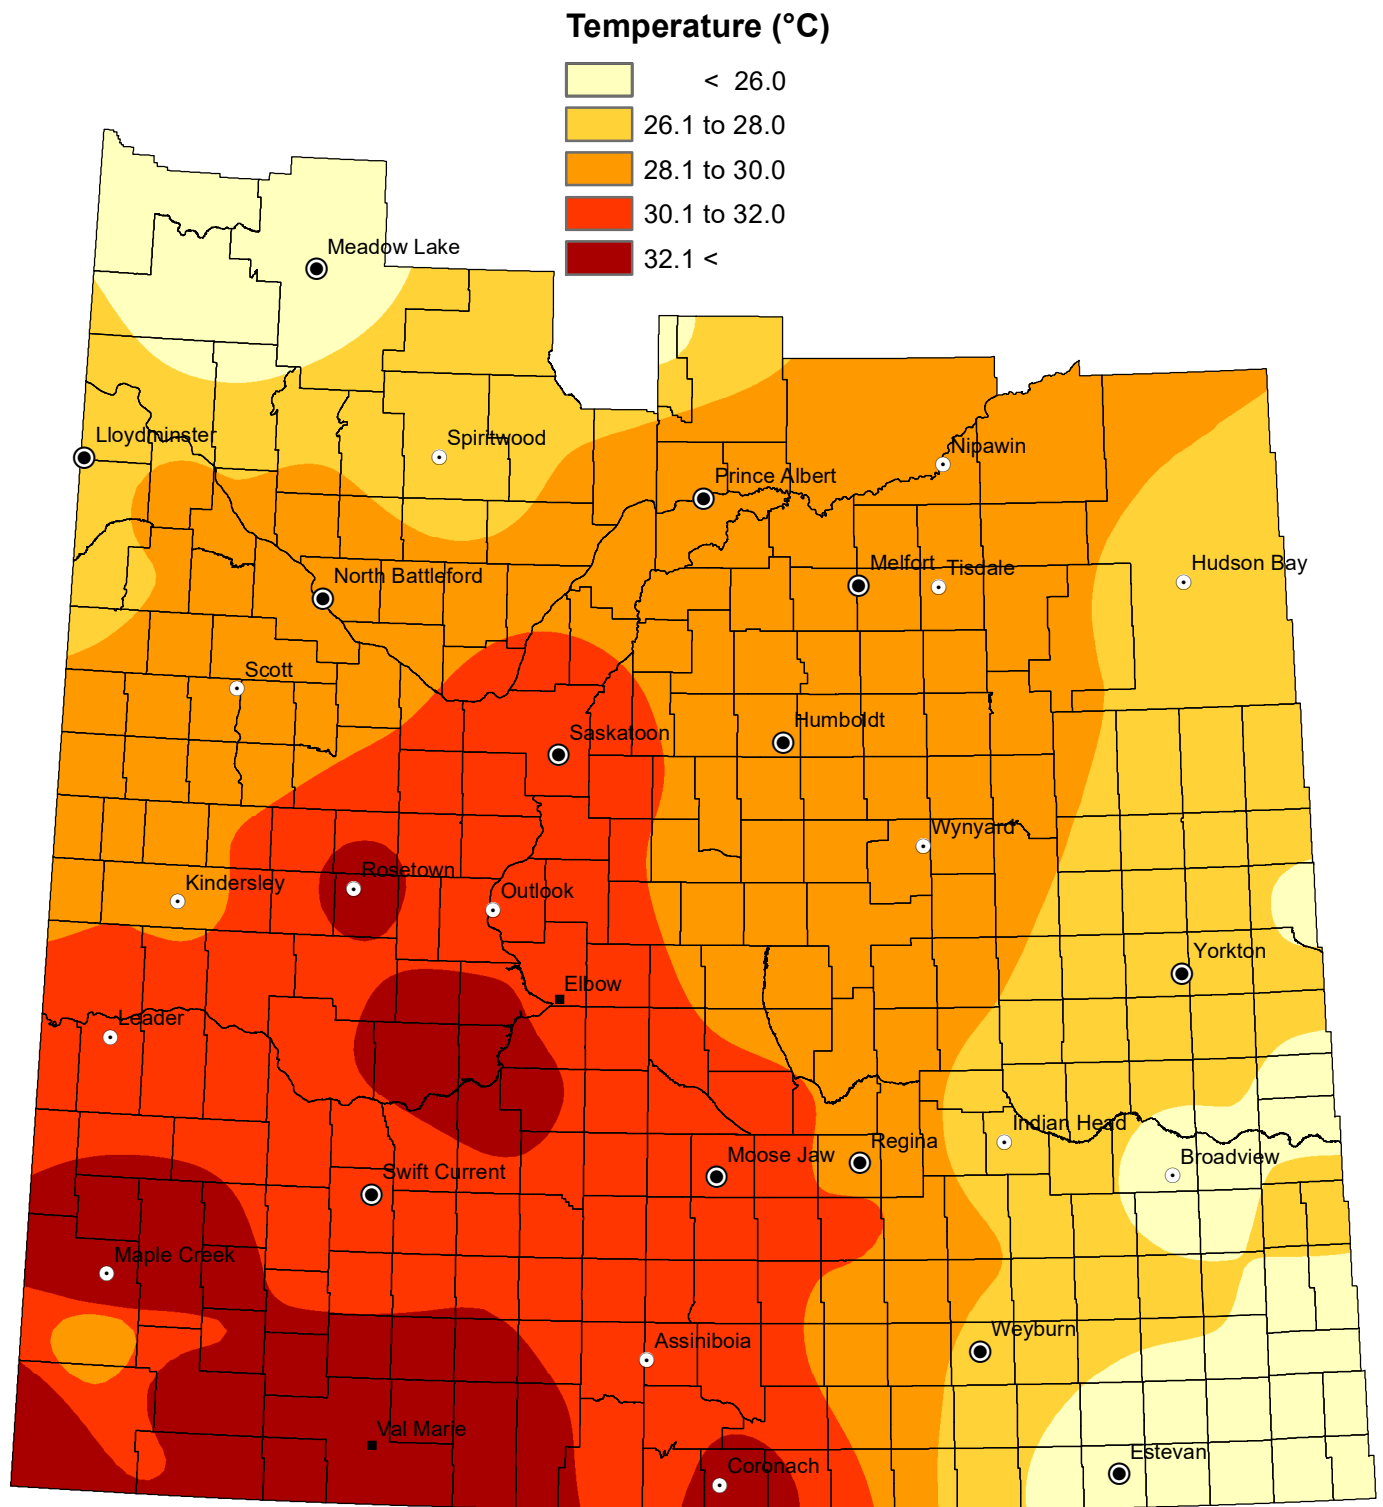 Temperature (°C)
< 26.0
26.1 to 28.0
28.1 to 30.0
30.1 to 32.0
32.1 <
Meadow Lake
Lloydminster
Spiritwood
Nipawin
Prince Albert
Hudson Bay
Melfort
Tisdale
North Battleford
Scott
Humboldt
Saskatoon
Wynyard
Rosetown
Kindersley
Outlook
Yorkton
Elbow
Leader
Indian Head
Regina
Moose Jaw
Broadview
Swift Current
Maple Creek
Weyburn
Assiniboia
Val Marie
Estevan
Coronach